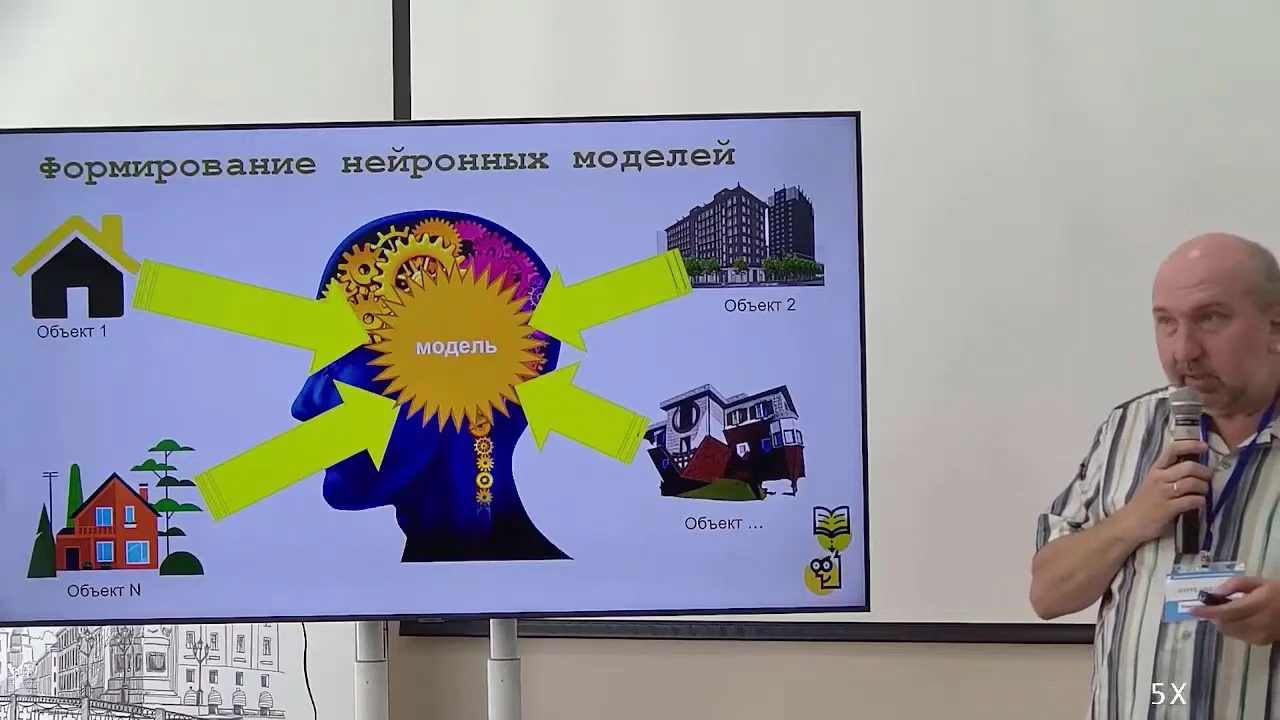 Формирование нейронных моделей
Объект 1
Объект 2
модель
Объект ...
Объект N
5X